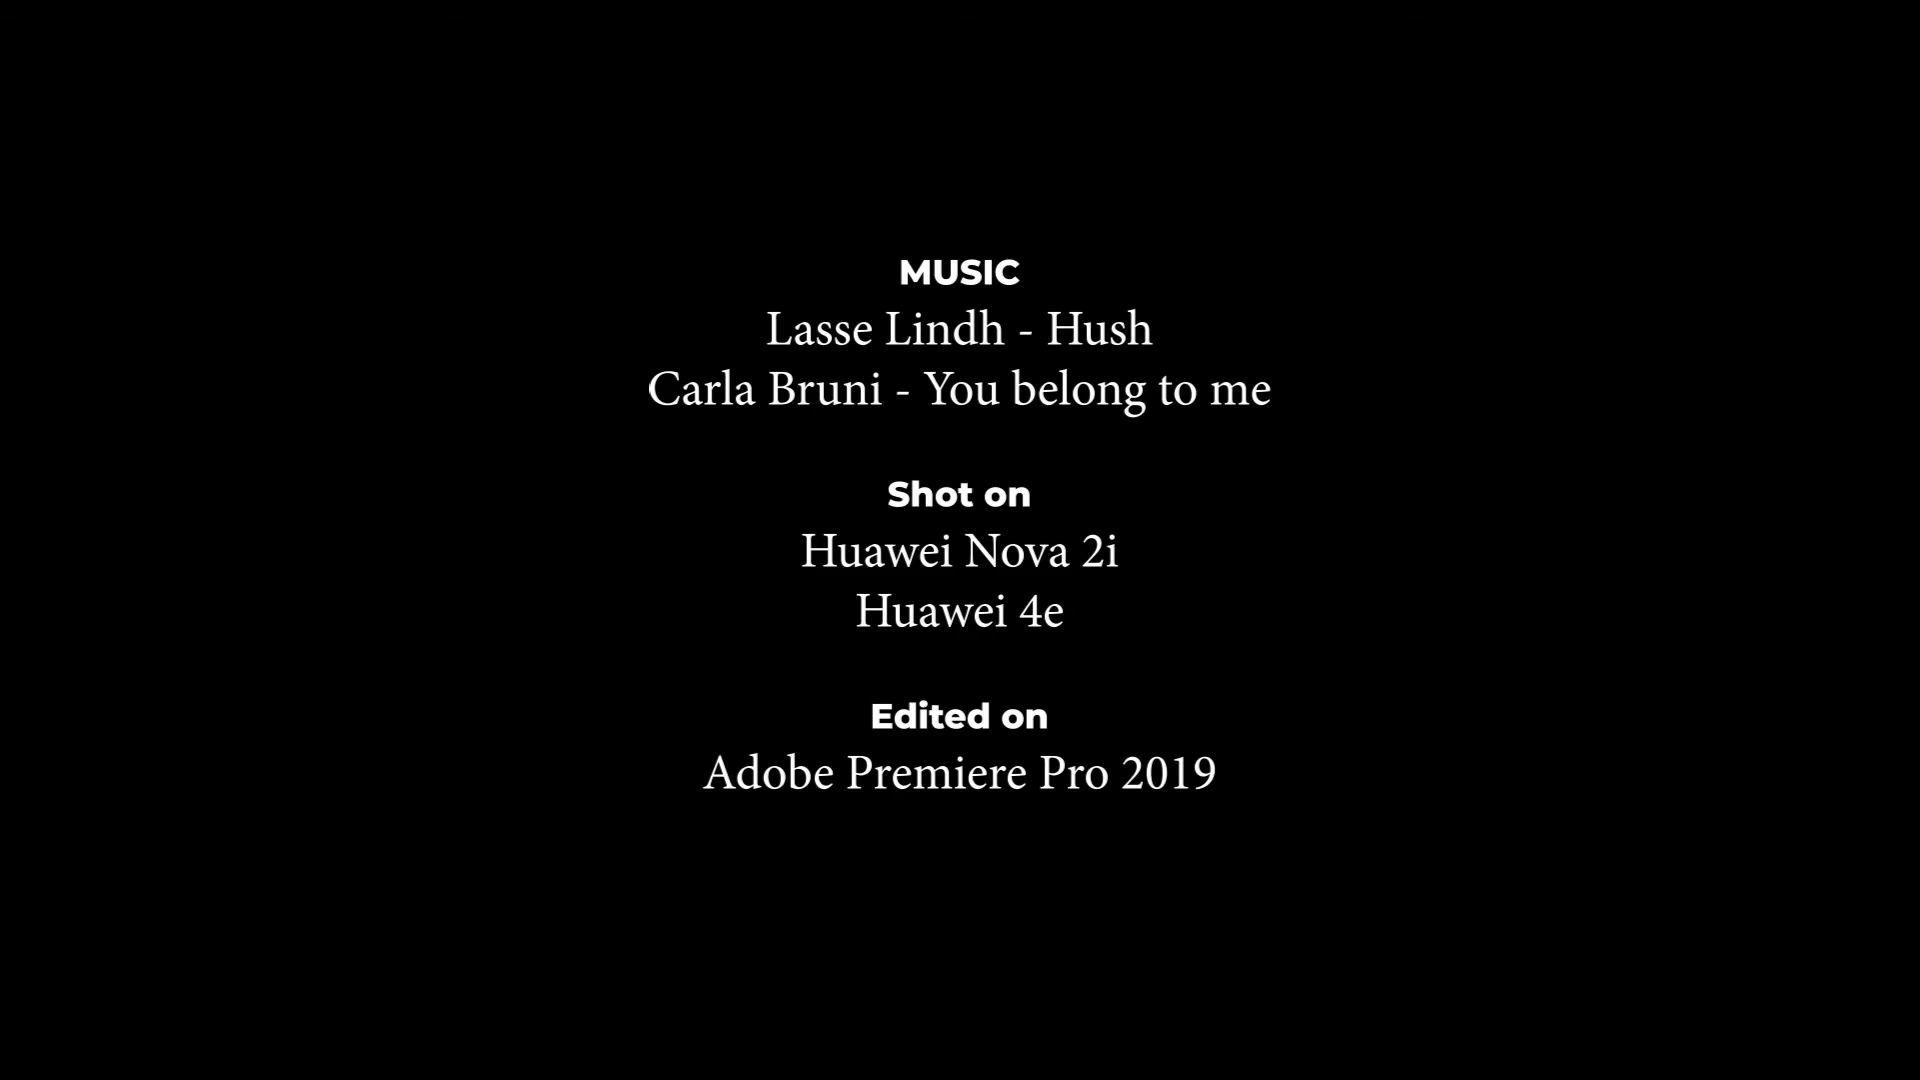 MUSIC
Lasse Lindh - Hush
Carla Bruni - You belong to me
Shot on
Huawei Nova 2i
Huawei 4e
Edited on
Adobe Premiere Pro 2019